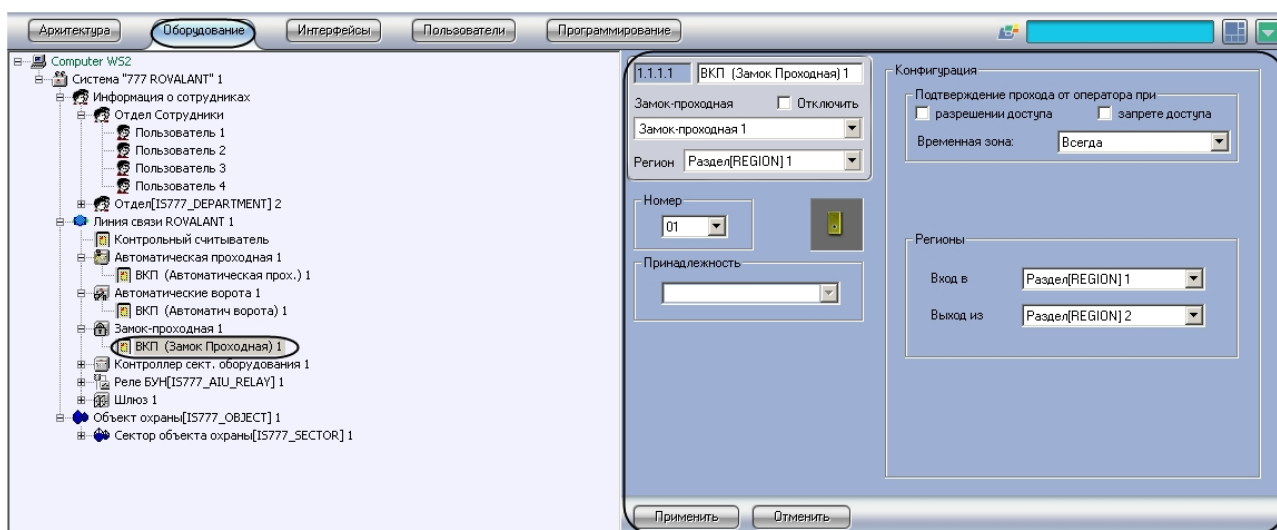 Архитектура Оборудование Интерфейсы Пользователи Программирование
Computer WS2
Система "777 ROVALANT" 1
Информация о сотрудниках
Отдел Сотрудники
Пользователь 1
Пользователь 2
Пользователь 3
Пользователь 4
Отдел[IS777_DEPARTMENT] 2
Линия связи ROVALANT 1
Контрольный считыватель
Автоматическая проходная 1
ВКП (Автоматическая прох.) 1
Автоматические ворота 1
ВКП (Автоматич ворота) 1
Замок-проходная 1
ВКП (Замок Проходная) 1
Контроллер сект. оборудования 1
Реле БУН[IS777_AIU_RELAY] 1
Шлюз 1
Объект охраны[IS777_OBJECT] 1
Сектор объекта охраны[IS777_SECTOR] 1
1.1.1.1 ВКП (Замок Проходная) 1
Замок-проходная Отключить
Замок-проходная 1
Регион Раздел[REGION] 1
Номер
01
Принадлежность
Конфигурация
Подтверждение прохода от оператора при
разрешении доступа запрете доступа
Временная зона: Всегда
Регионы
Вход в Раздел[REGION] 1
Выход из Раздел[REGION] 2
Применить Отменить